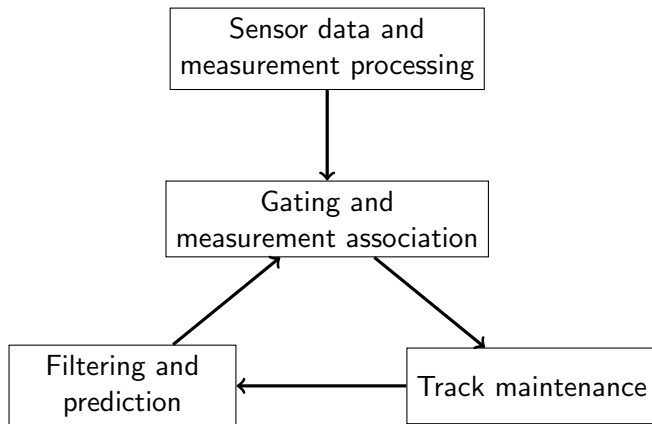 Sensor data and
measurement processing
Gating and
measurement association
Filtering and
prediction
Track maintenance